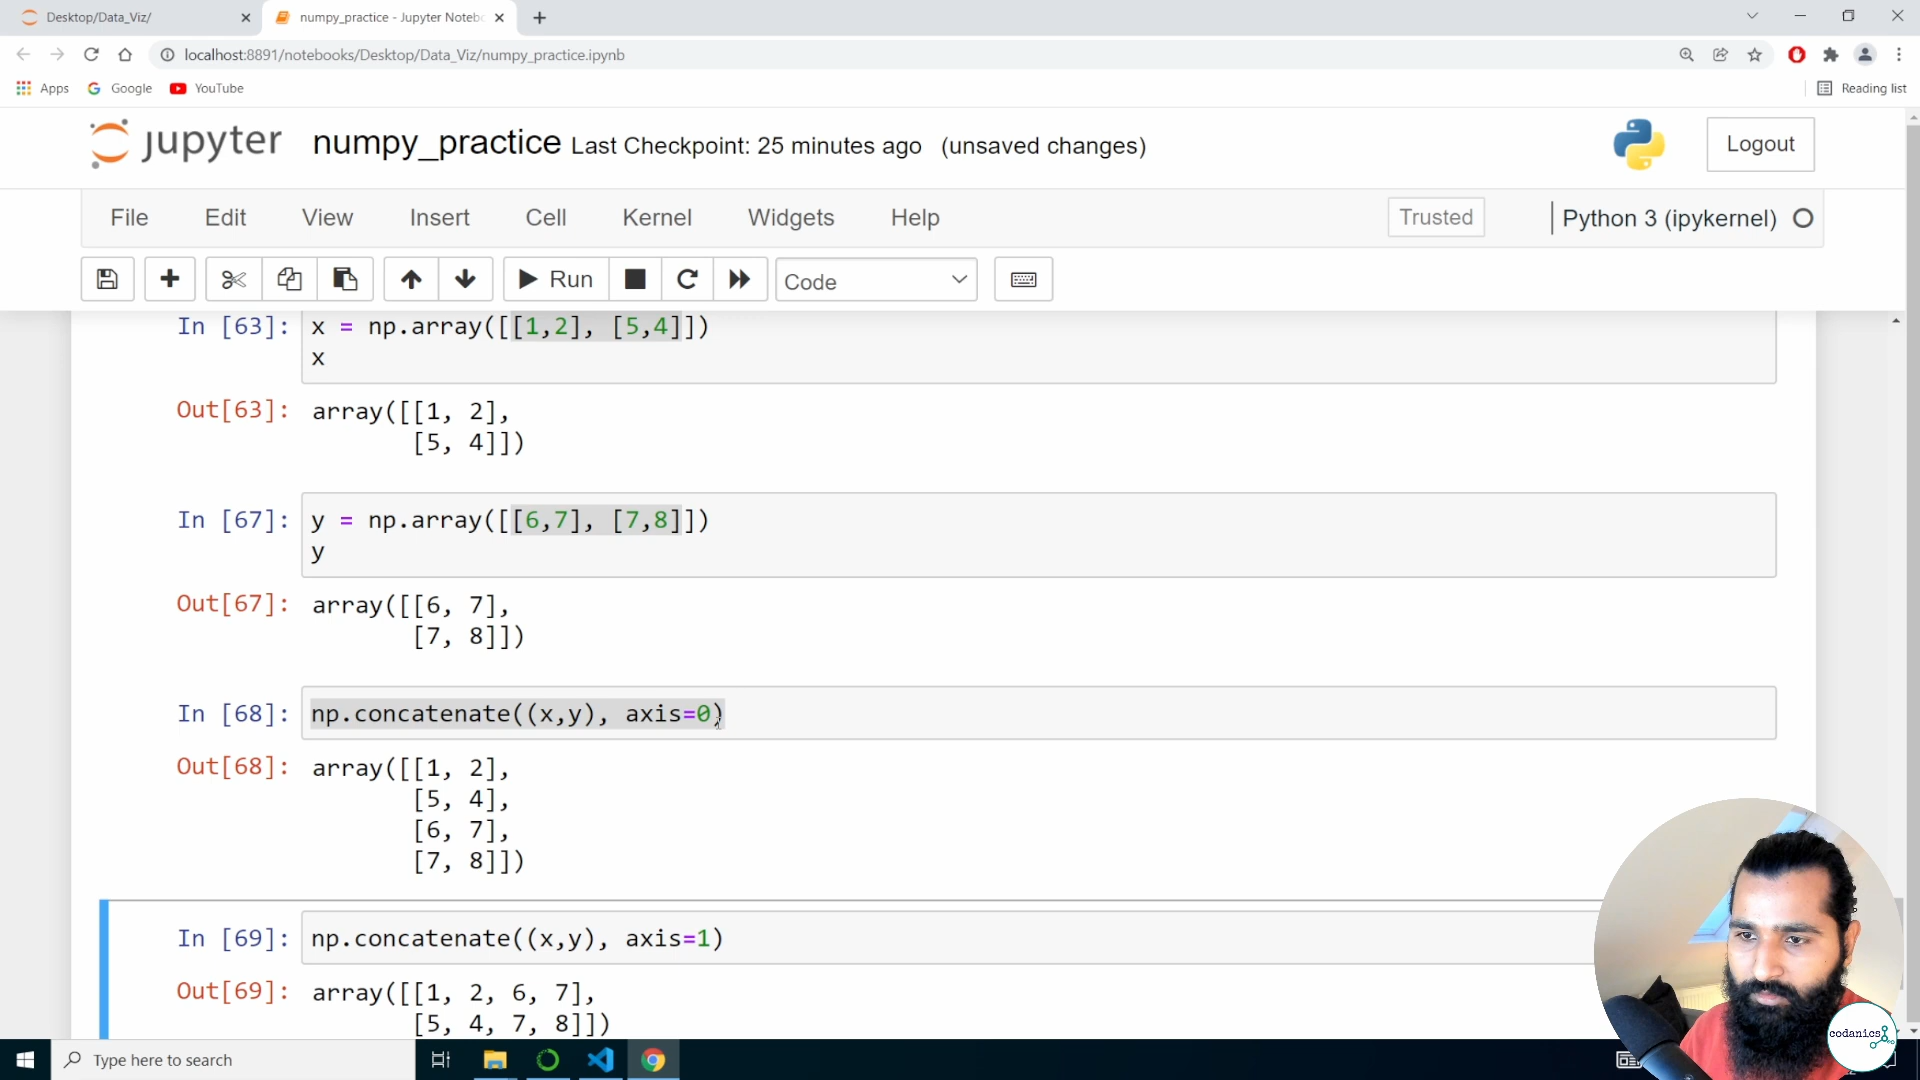 Desktop/Data_Viz/
numpy_practice - Jupyter Noteb
localhost:8891/notebooks/Desktop/Data_Viz/numpy_practice.ipynb
Apps Google YouTube Reading list
jupyter numpy_practice Last Checkpoint: 25 minutes ago (unsaved changes) Logout
File Edit View Insert Cell Kernel Widgets Help Trusted Python 3 (ipykernel)
Run Code
In [63]: x = np.array([[1,2], [5,4]])
x
Out[63]: array([[1, 2],
[5, 4]])
In [67]: y = np.array([[6,7], [7,8]])
y
Out[67]: array([[6, 7],
[7, 8]])
In [68]: np.concatenate((x,y), axis=0)
Out[68]: array([[1, 2],
[5, 4],
[6, 7],
[7, 8]])
In [69]: np.concatenate((x,y), axis=1)
Out[69]: array([[1, 2, 6, 7],
[5, 4, 7, 8]])
codanics
Type here to search